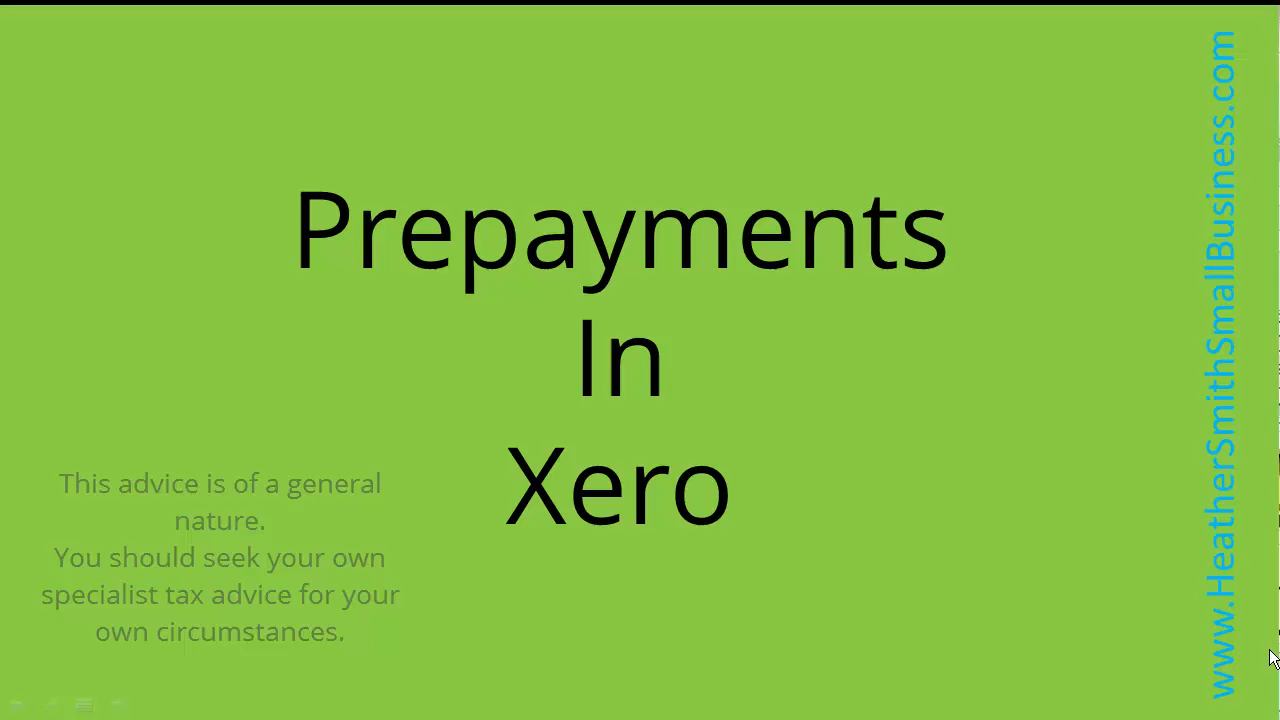 Prepayments
In
Xero
This advice is of a general
nature.
You should seek your own
specialist tax advice for your
own circumstances.
www.HeatherSmithSmallBusiness.com